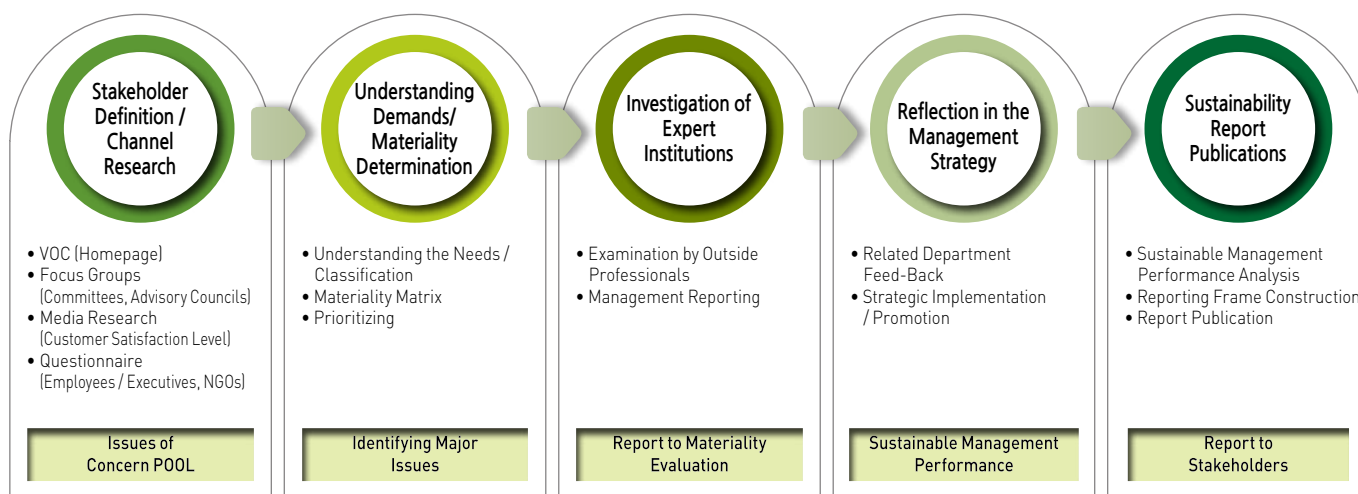 Stakeholder
Definition /
Channel
Research
• VOC (Homepage)
• Focus Groups
(Committees, Advisory Councils)
• Media Research
(Customer Satisfaction Level)
• Questionnaire
(Employees / Executives, NGOs)
Issues of
Concern POOL
Understanding
Demands/
Materiality
Determination
• Understanding the Needs /
Classification
• Materiality Matrix
• Prioritizing
Identifying Major
Issues
Investigation of
Expert
Institutions
• Examination by Outside
Professionals
• Management Reporting
Report to Materiality
Evaluation
Reflection in the
Management
Strategy
• Related Department
Feed-Back
• Strategic Implementation
/ Promotion
Sustainable Management
Performance
Sustainability
Report
Publications
• Sustainable Management
Performance Analysis
• Reporting Frame Construction
• Report Publication
Report to
Stakeholders